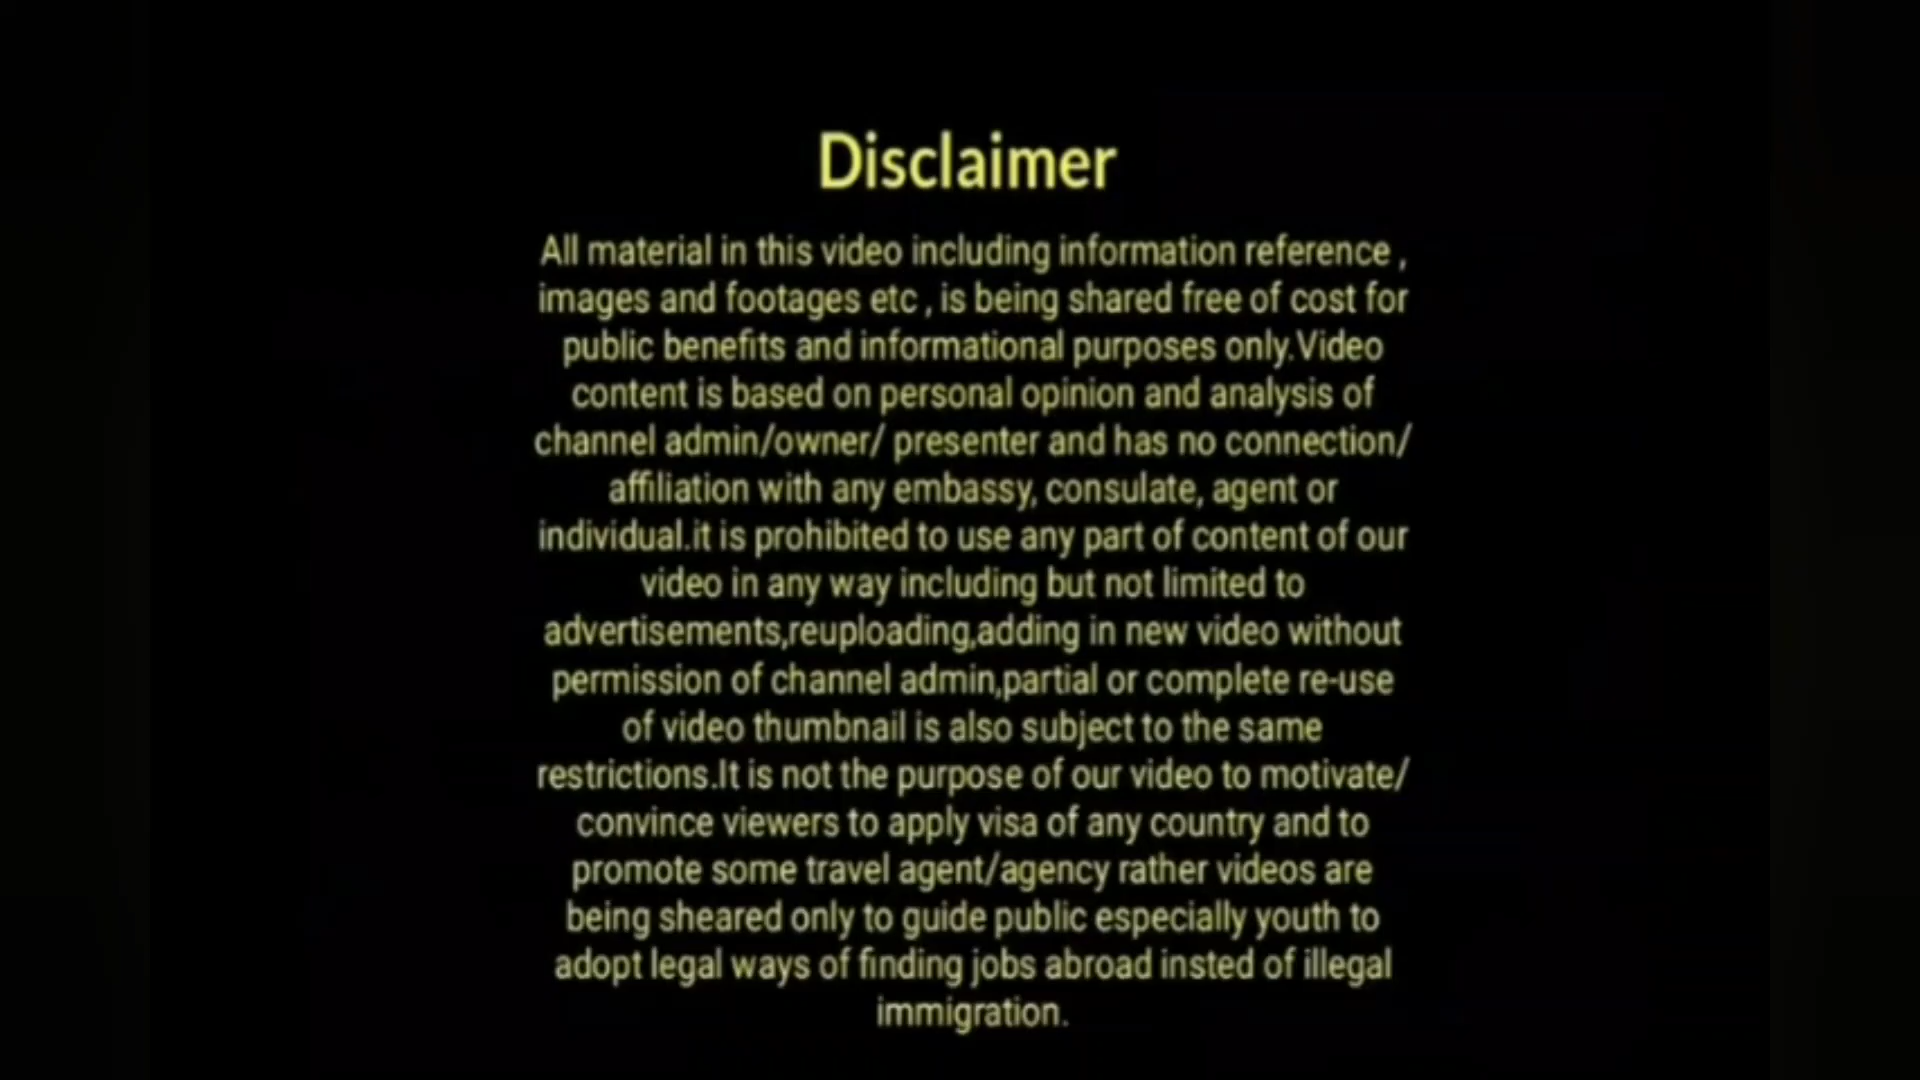 Disclaimer
All material in this video including information reference ,
images and footages etc , is being shared free of cost for
public benefits and informational purposes only.Video
content is based on personal opinion and analysis of
channel admin/owner/ presenter and has no connection/
affiliation with any embassy, consulate, agent or
individual.it is prohibited to use any part of content of our
video in any way including but not limited to
advertisements,reuploading,adding in new video without
permission of channel admin,partial or complete re-use
of video thumbnail is also subject to the same
restrictions.It is not the purpose of our video to motivate/
convince viewers to apply visa of any country and to
promote some travel agent/agency rather videos are
being sheared only to guide public especially youth to
adopt legal ways of finding jobs abroad insted of illegal
immigration.